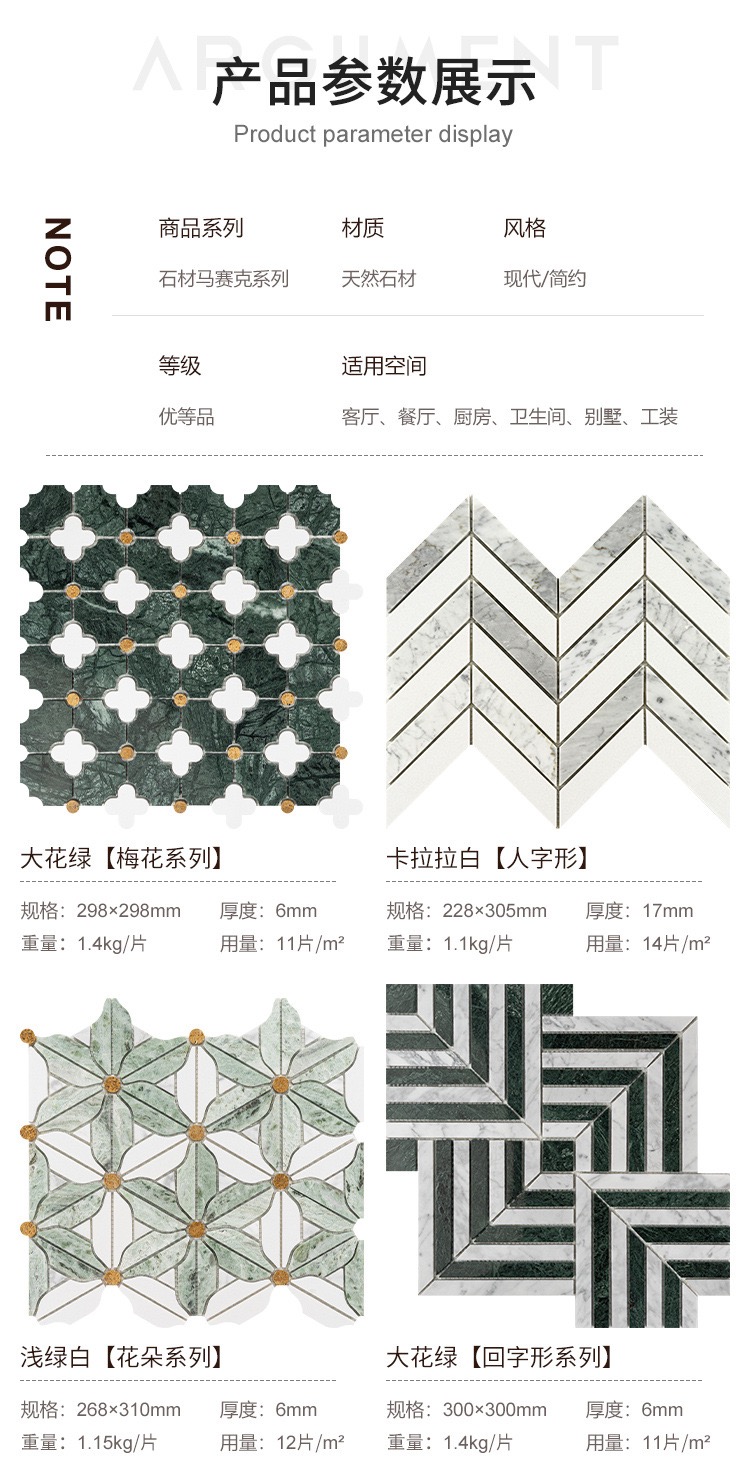 ARGUMENT
产品参数展示
Product parameter display
NOTE
商品系列 材质 风格
石材马赛克系列 天然石材 现代/简约
等级 适用空间
优等品 客厅、餐厅、厨房、卫生间、别墅、工装
大花绿【梅花系列】
规格：298×298mm 厚度：6mm
重量：1.4kg/片 用量：11片/m²
卡拉拉白【人字形】
规格：228×305mm 厚度：17mm
重量：1.1kg/片 用量：14片/m²
浅绿白【花朵系列】
规格：268×310mm 厚度：6mm
重量：1.15kg/片 用量：12片/m²
大花绿【回字形系列】
规格：300×300mm 厚度：6mm
重量：1.4kg/片 用量：11片/m²